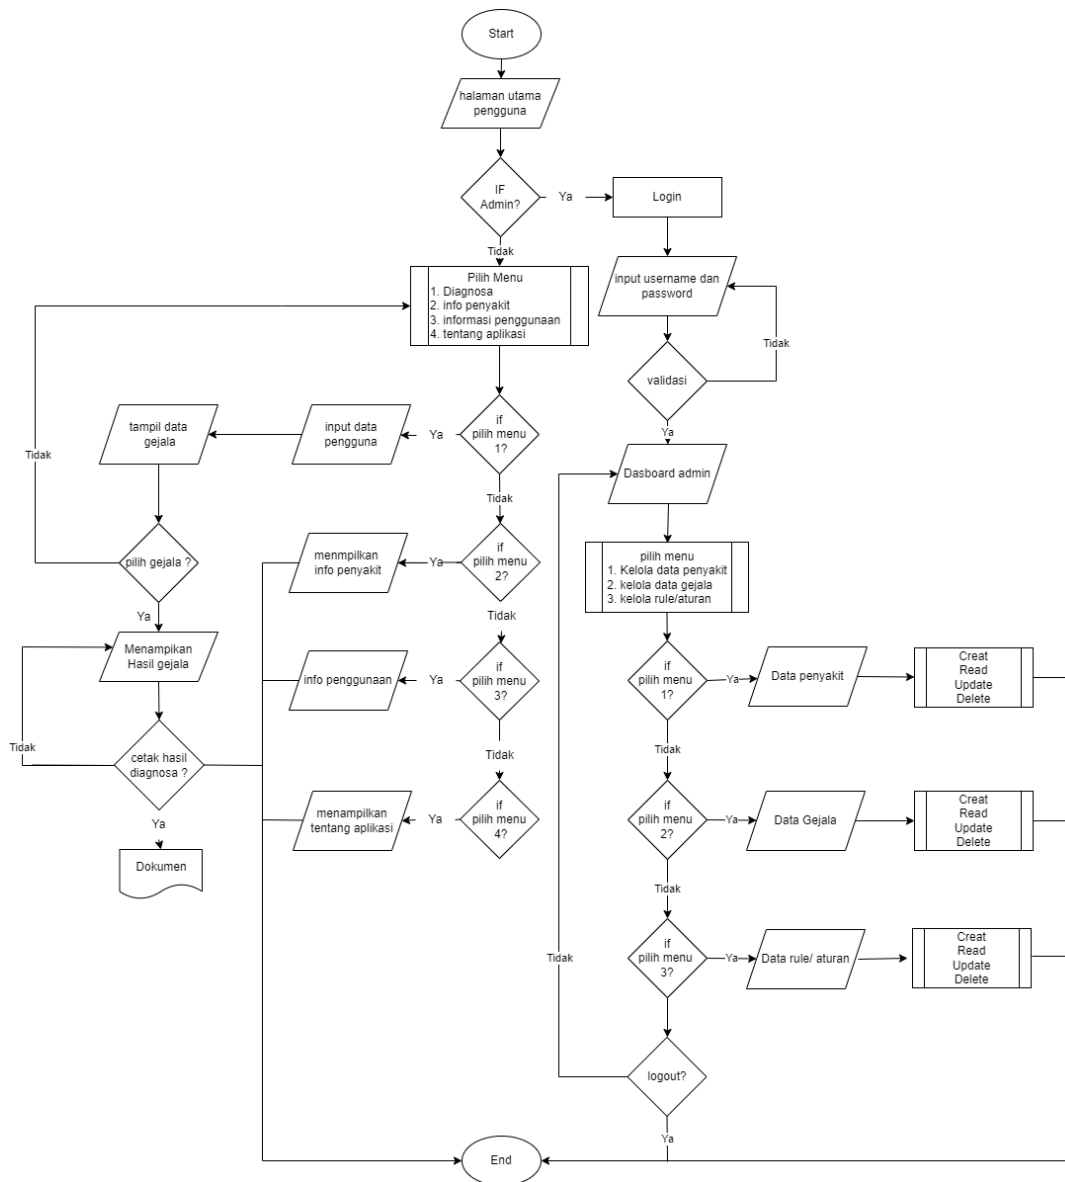 Start
halaman utama
pengguna
IF
Admin?
Ya
Login
Tidak
Pilih Menu
1. Diagnosa
2. info penyakit
3. informasi penggunaan
4. tentang aplikasi
input username dan
password
Tidak
validasi
Ya
if
pilih menu
1?
Ya
input data
pengguna
tampil data
gejala
Tidak
Tidak
pilih gejala ?
Ya
Menampikan
Hasil gejala
Tidak
cetak hasil
diagnosa ?
Ya
Dokumen
if
pilih menu
2?
Ya
menmpilkan
info penyakit
Tidak
if
pilih menu
3?
Ya
info penggunaan
Tidak
if
pilih menu
4?
Ya
menampilkan
tentang aplikasi
Dasboard admin
pilih menu
1. Kelola data penyakit
2. kelola data gejala
3. kelola rule/aturan
if
pilih menu
1?
Ya
Data penyakit
Creat
Read
Update
Delete
Tidak
if
pilih menu
2?
Ya
Data Gejala
Creat
Read
Update
Delete
Tidak
if
pilih menu
3?
Ya
Data rule/ aturan
Creat
Read
Update
Delete
Tidak
logout?
Ya
End